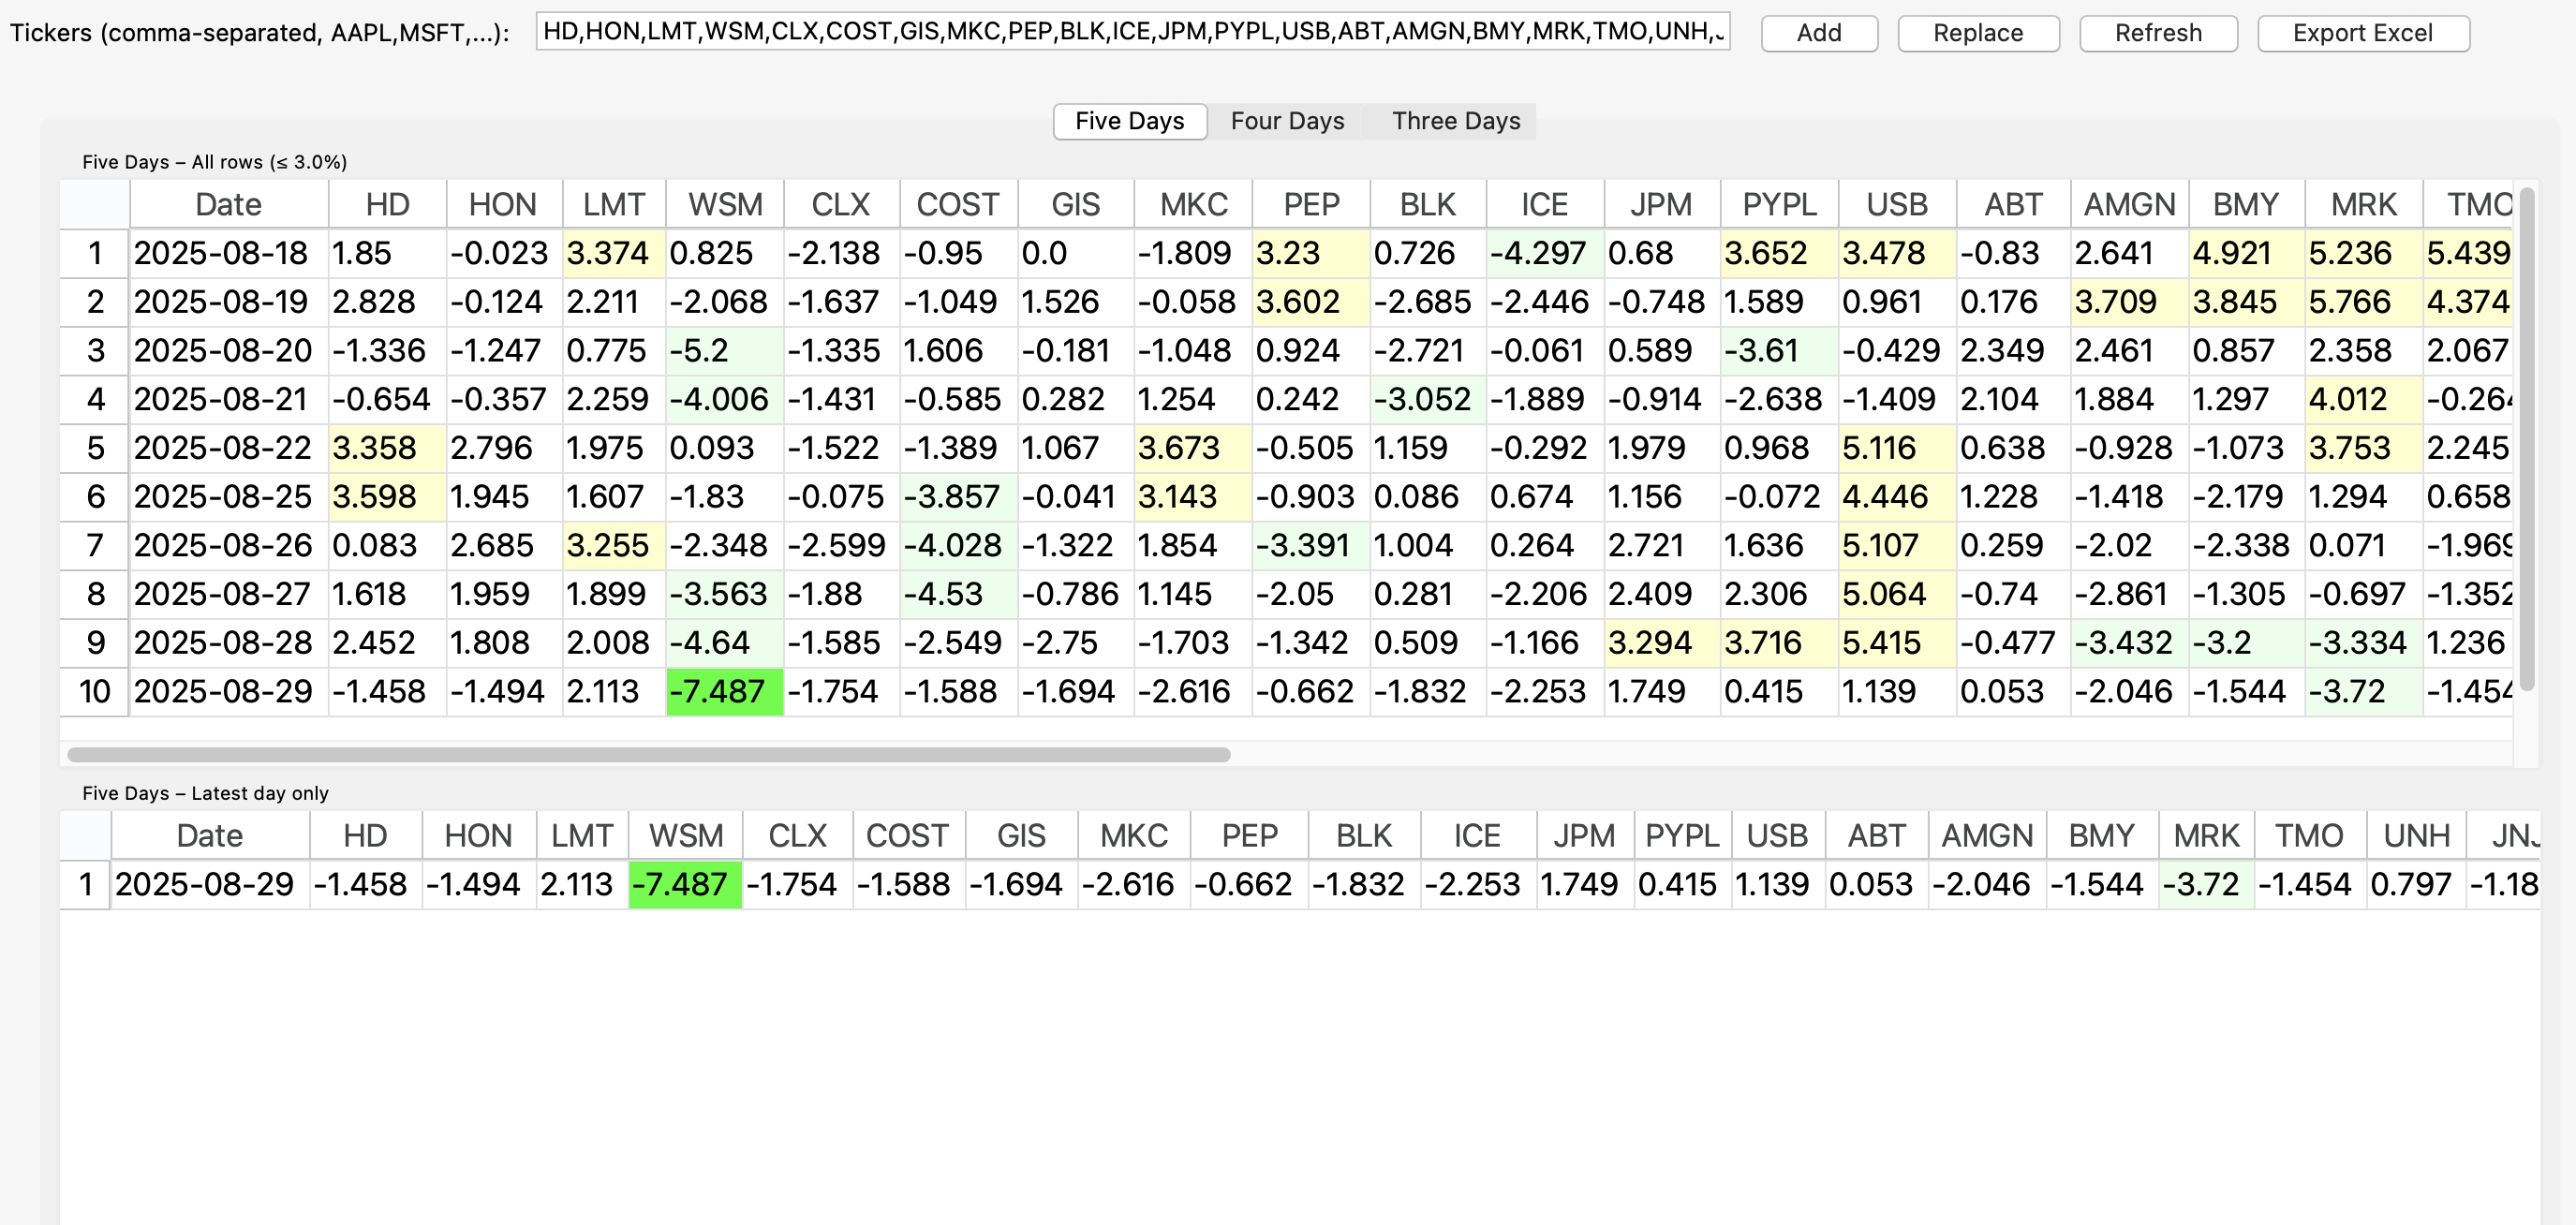 Tickers (comma-separated, AAPL,MSFT,...): HD,HON,LMT,WSM,CLX,COST,GIS,MKC,PEP,BLK,ICE,JPM,PYPL,USB,ABT,AMGN,BMY,MRK,TMO,UNH, Add Replace Refresh Export Excel
Five Days Four Days Three Days
Five Days – All rows (≤ 3.0%)
Date HD HON LMT WSM CLX COST GIS MKC PEP BLK ICE JPM PYPL USB ABT AMGN BMY MRK TMO
1 2025-08-18 1.85 -0.023 3.374 0.825 -2.138 -0.95 0.0 -1.809 3.23 0.726 -4.297 0.68 3.652 3.478 -0.83 2.641 4.921 5.236 5.439
2 2025-08-19 2.828 -0.124 2.211 -2.068 -1.637 -1.049 1.526 -0.058 3.602 -2.685 -2.446 -0.748 1.589 0.961 0.176 3.709 3.845 5.766 4.374
3 2025-08-20 -1.336 -1.247 0.775 -5.2 -1.335 1.606 -0.181 -1.048 0.924 -2.721 -0.061 0.589 -3.61 -0.429 2.349 2.461 0.857 2.358 2.067
4 2025-08-21 -0.654 -0.357 2.259 -4.006 -1.431 -0.585 0.282 1.254 0.242 -3.052 -1.889 -0.914 -2.638 -1.409 2.104 1.884 1.297 4.012 -0.264
5 2025-08-22 3.358 2.796 1.975 0.093 -1.522 -1.389 1.067 3.673 -0.505 1.159 -0.292 1.979 0.968 5.116 0.638 -0.928 -1.073 3.753 2.245
6 2025-08-25 3.598 1.945 1.607 -1.83 -0.075 -3.857 -0.041 3.143 -0.903 0.086 0.674 1.156 -0.072 4.446 1.228 -1.418 -2.179 1.294 0.658
7 2025-08-26 0.083 2.685 3.255 -2.348 -2.599 -4.028 -1.322 1.854 -3.391 1.004 0.264 2.721 1.636 5.107 0.259 -2.02 -2.338 0.071 -1.969
8 2025-08-27 1.618 1.959 1.899 -3.563 -1.88 -4.53 -0.786 1.145 -2.05 0.281 -2.206 2.409 2.306 5.064 -0.74 -2.861 -1.305 -0.697 -1.352
9 2025-08-28 2.452 1.808 2.008 -4.64 -1.585 -2.549 -2.75 -1.703 -1.342 0.509 -1.166 3.294 3.716 5.415 -0.477 -3.432 -3.2 -3.334 1.236
10 2025-08-29 -1.458 -1.494 2.113 -7.487 -1.754 -1.588 -1.694 -2.616 -0.662 -1.832 -2.253 1.749 0.415 1.139 0.053 -2.046 -1.544 -3.72 -1.454
Five Days – Latest day only
Date HD HON LMT WSM CLX COST GIS MKC PEP BLK ICE JPM PYPL USB ABT AMGN BMY MRK TMO UNH JNJ
1 2025-08-29 -1.458 -1.494 2.113 -7.487 -1.754 -1.588 -1.694 -2.616 -0.662 -1.832 -2.253 1.749 0.415 1.139 0.053 -2.046 -1.544 -3.72 -1.454 0.797 -1.18